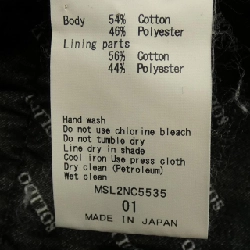 Body 54% Cotton
46% Polyester
Lining parts
56% Cotton
44% Polyester
Hand wash
Do not use chlorine bleach
Do not tumble dry
Line dry in shade
Cool iron Use press cloth
Dry clean (Petroleum)
Wet clean
MSL2NC5535
01
MADE IN JAPAN